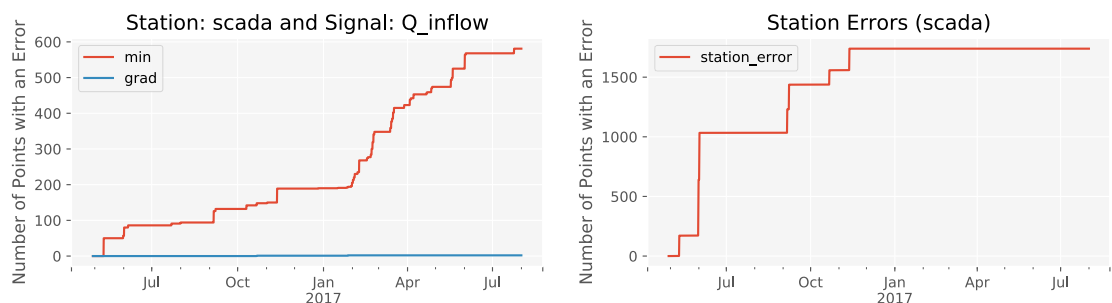 Station: scada and Signal: Q_inflow
Number of Points with an Error
600
500
400
300
200
100
0
min
grad
Jul
Oct
Jan
2017
Apr
Jul
Station Errors (scada)
Number of Points with an Error
1500
1000
500
0
station_error
Jul
Oct
Jan
2017
Apr
Jul